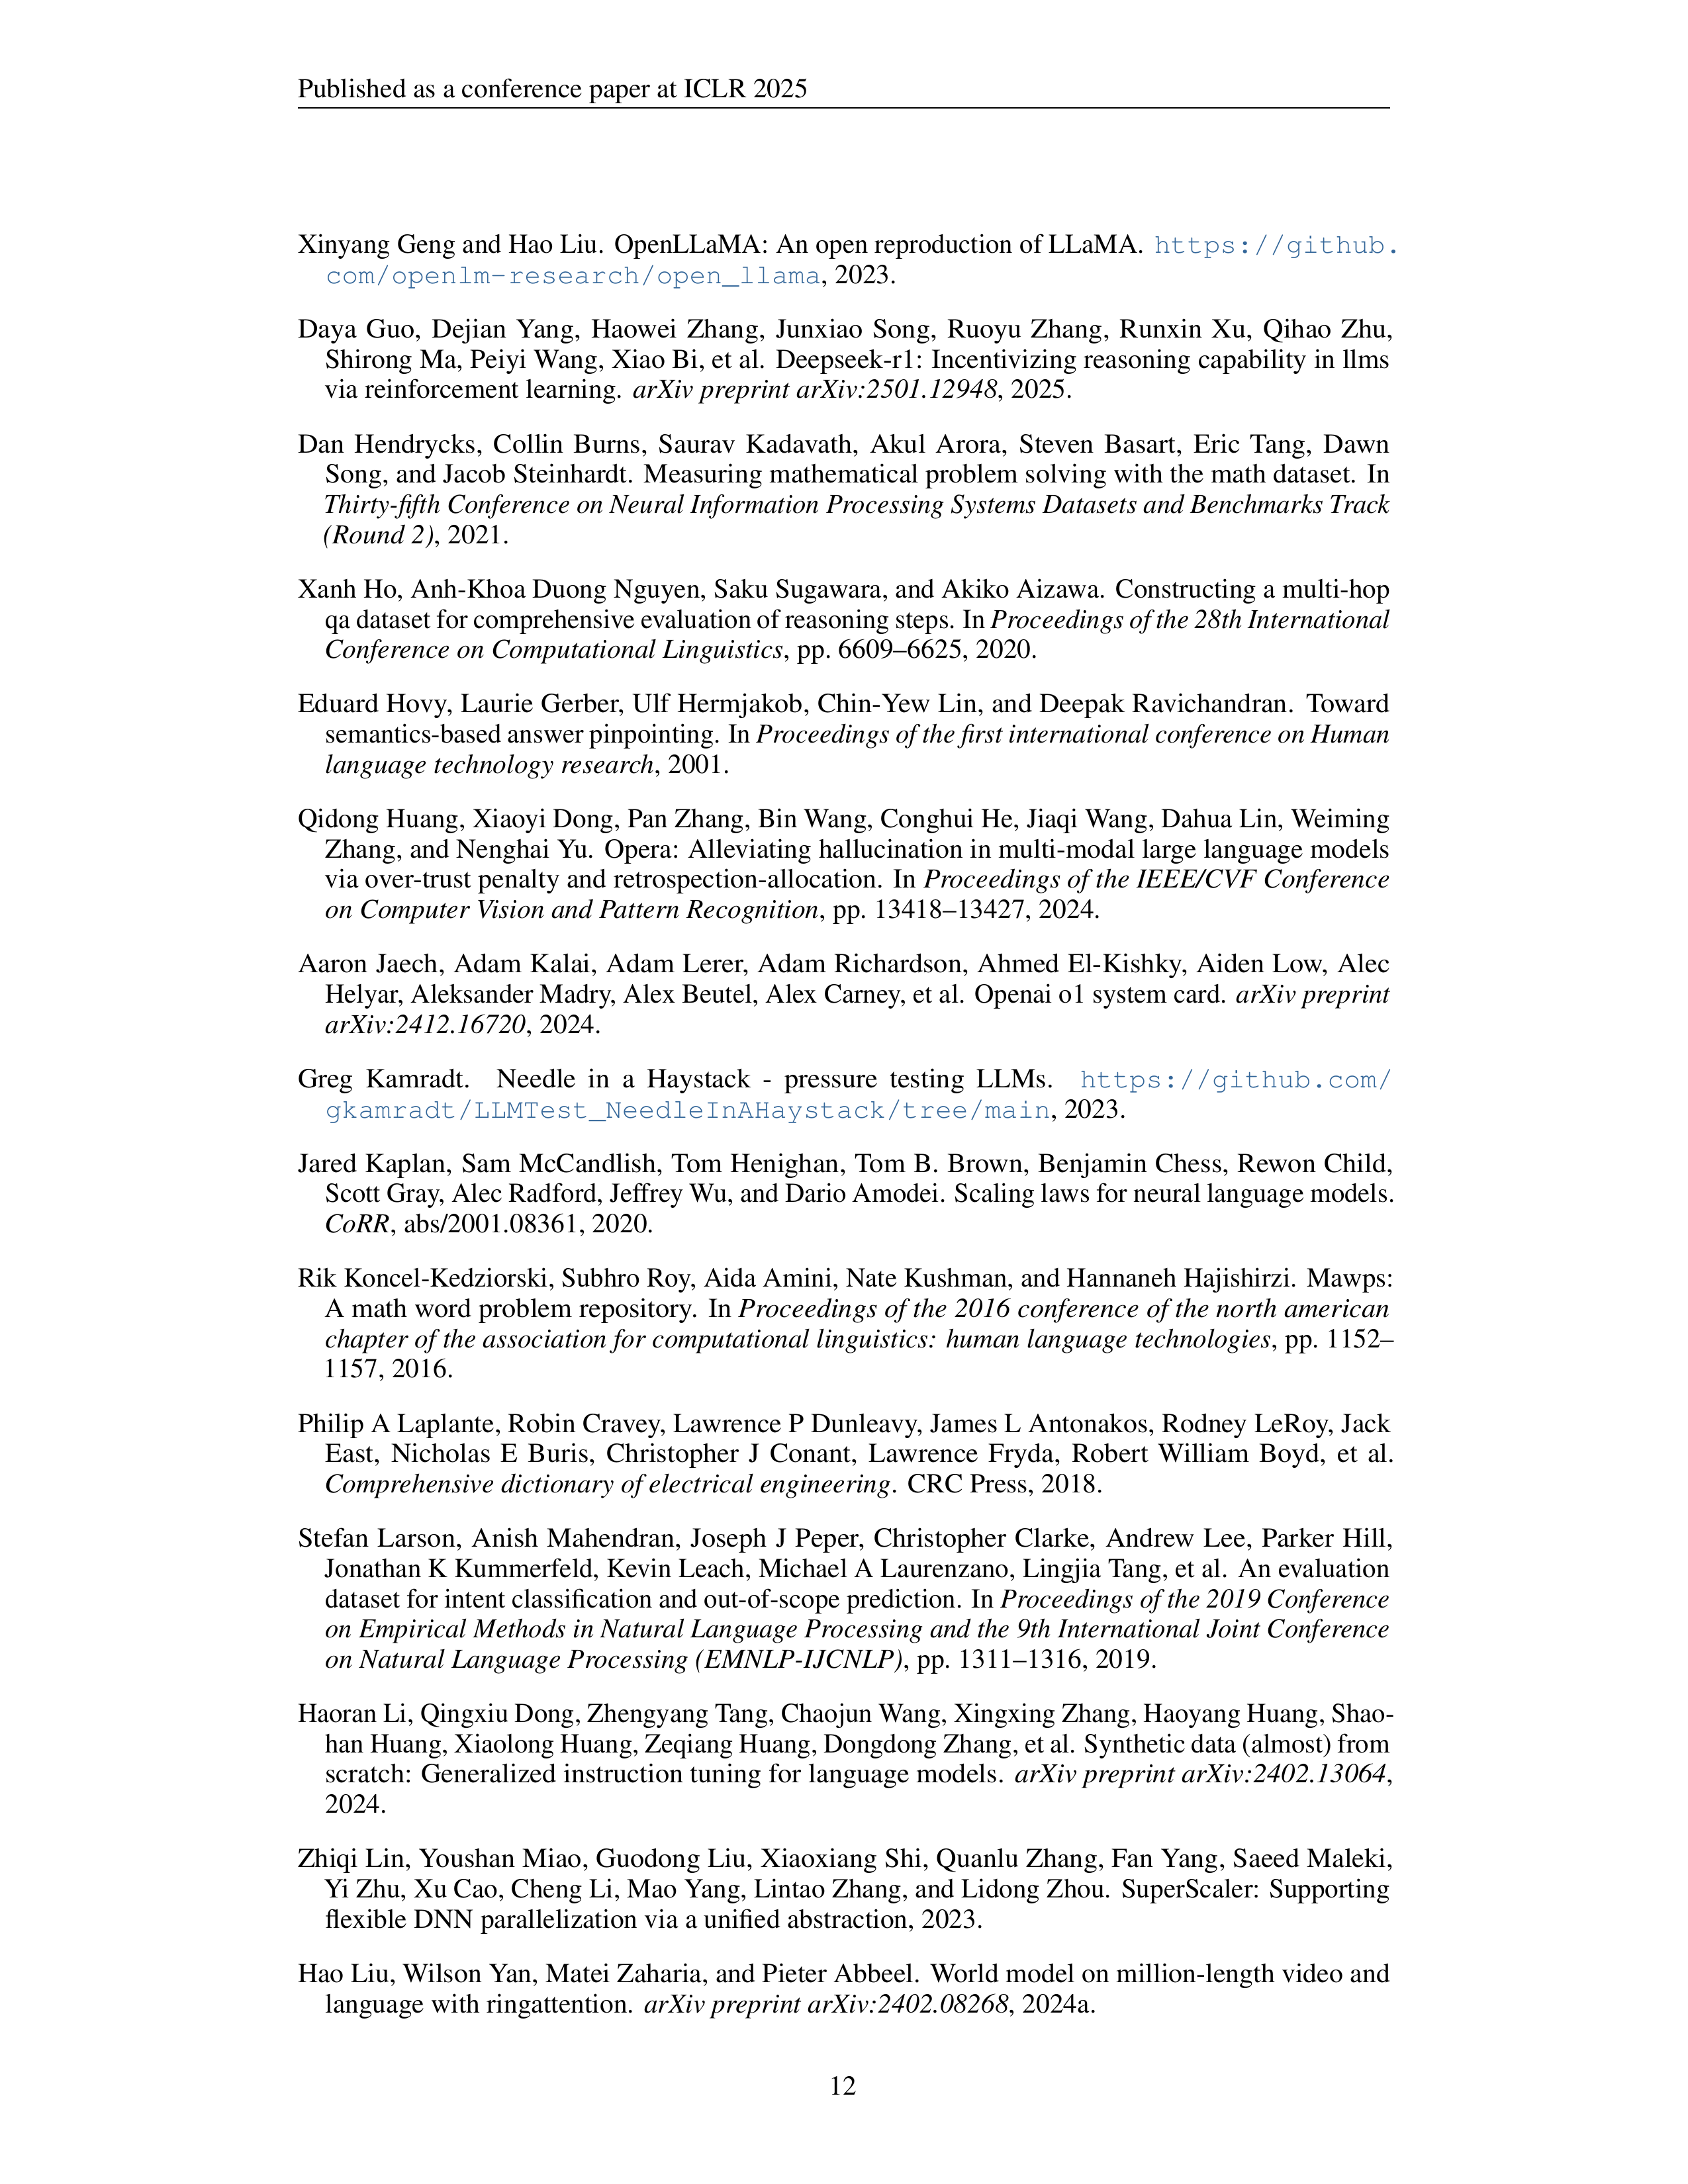 Published as a conference paper at ICLR 2025
Xinyang Geng and Hao Liu. OpenLLaMA: An open reproduction of LLaMA. https://github.
com/openlm-research/open_llama, 2023.
Daya Guo, Dejian Yang, Haowei Zhang, Junxiao Song, Ruoyu Zhang, Runxin Xu, Qihao Zhu,
Shirong Ma, Peiyi Wang, Xiao Bi, et al. Deepseek-r1: Incentivizing reasoning capability in llms
via reinforcement learning. arXiv preprint arXiv:2501.12948, 2025.
Dan Hendrycks, Collin Burns, Saurav Kadavath, Akul Arora, Steven Basart, Eric Tang, Dawn
Song, and Jacob Steinhardt. Measuring mathematical problem solving with the math dataset. In
Thirty-fifth Conference on Neural Information Processing Systems Datasets and Benchmarks Track
(Round 2), 2021.
Xanh Ho, Anh-Khoa Duong Nguyen, Saku Sugawara, and Akiko Aizawa. Constructing a multi-hop
qa dataset for comprehensive evaluation of reasoning steps. In Proceedings of the 28th International
Conference on Computational Linguistics, pp. 6609–6625, 2020.
Eduard Hovy, Laurie Gerber, Ulf Hermjakob, Chin-Yew Lin, and Deepak Ravichandran. Toward
semantics-based answer pinpointing. In Proceedings of the first international conference on Human
language technology research, 2001.
Qidong Huang, Xiaoyi Dong, Pan Zhang, Bin Wang, Conghui He, Jiaqi Wang, Dahua Lin, Weiming
Zhang, and Nenghai Yu. Opera: Alleviating hallucination in multi-modal large language models
via over-trust penalty and retrospection-allocation. In Proceedings of the IEEE/CVF Conference
on Computer Vision and Pattern Recognition, pp. 13418–13427, 2024.
Aaron Jaech, Adam Kalai, Adam Lerer, Adam Richardson, Ahmed El-Kishky, Aiden Low, Alec
Helyar, Aleksander Madry, Alex Beutel, Alex Carney, et al. Openai o1 system card. arXiv preprint
arXiv:2412.16720, 2024.
Greg Kamradt. Needle in a Haystack - pressure testing LLMs. https://github.com/
gkamradt/LLMTest_NeedleInAHaystack/tree/main, 2023.
Jared Kaplan, Sam McCandlish, Tom Henighan, Tom B. Brown, Benjamin Chess, Rewon Child,
Scott Gray, Alec Radford, Jeffrey Wu, and Dario Amodei. Scaling laws for neural language models.
CoRR, abs/2001.08361, 2020.
Rik Koncel-Kedziorski, Subhro Roy, Aida Amini, Nate Kushman, and Hannaneh Hajishirzi. Mawps:
A math word problem repository. In Proceedings of the 2016 conference of the north american
chapter of the association for computational linguistics: human language technologies, pp. 1152–
1157, 2016.
Philip A Laplante, Robin Cravey, Lawrence P Dunleavy, James L Antonakos, Rodney LeRoy, Jack
East, Nicholas E Buris, Christopher J Conant, Lawrence Fryda, Robert William Boyd, et al.
Comprehensive dictionary of electrical engineering. CRC Press, 2018.
Stefan Larson, Anish Mahendran, Joseph J Peper, Christopher Clarke, Andrew Lee, Parker Hill,
Jonathan K Kummerfeld, Kevin Leach, Michael A Laurenzano, Lingjia Tang, et al. An evaluation
dataset for intent classification and out-of-scope prediction. In Proceedings of the 2019 Conference
on Empirical Methods in Natural Language Processing and the 9th International Joint Conference
on Natural Language Processing (EMNLP-IJCNLP), pp. 1311–1316, 2019.
Haoran Li, Qingxiu Dong, Zhengyang Tang, Chaojun Wang, Xingxing Zhang, Haoyang Huang, Shao-
han Huang, Xiaolong Huang, Zeqiang Huang, Dongdong Zhang, et al. Synthetic data (almost) from
scratch: Generalized instruction tuning for language models. arXiv preprint arXiv:2402.13064,
2024.
Zhiqi Lin, Youshan Miao, Guodong Liu, Xiaoxiang Shi, Quanlu Zhang, Fan Yang, Saeed Maleki,
Yi Zhu, Xu Cao, Cheng Li, Mao Yang, Lintao Zhang, and Lidong Zhou. SuperScaler: Supporting
flexible DNN parallelization via a unified abstraction, 2023.
Hao Liu, Wilson Yan, Matei Zaharia, and Pieter Abbeel. World model on million-length video and
language with ringattention. arXiv preprint arXiv:2402.08268, 2024a.
12